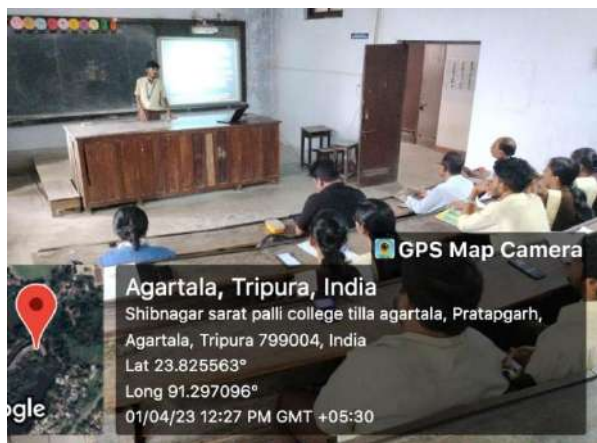 GPS Map Camera
Agartala, Tripura, India
Shibnagar sarat palli college tilla agartala, Pratapgarh,
Agartala, Tripura 799004, India
Lat 23.825563°
Long 91.297096°
01/04/23 12:27 PM GMT +05:30
ogle